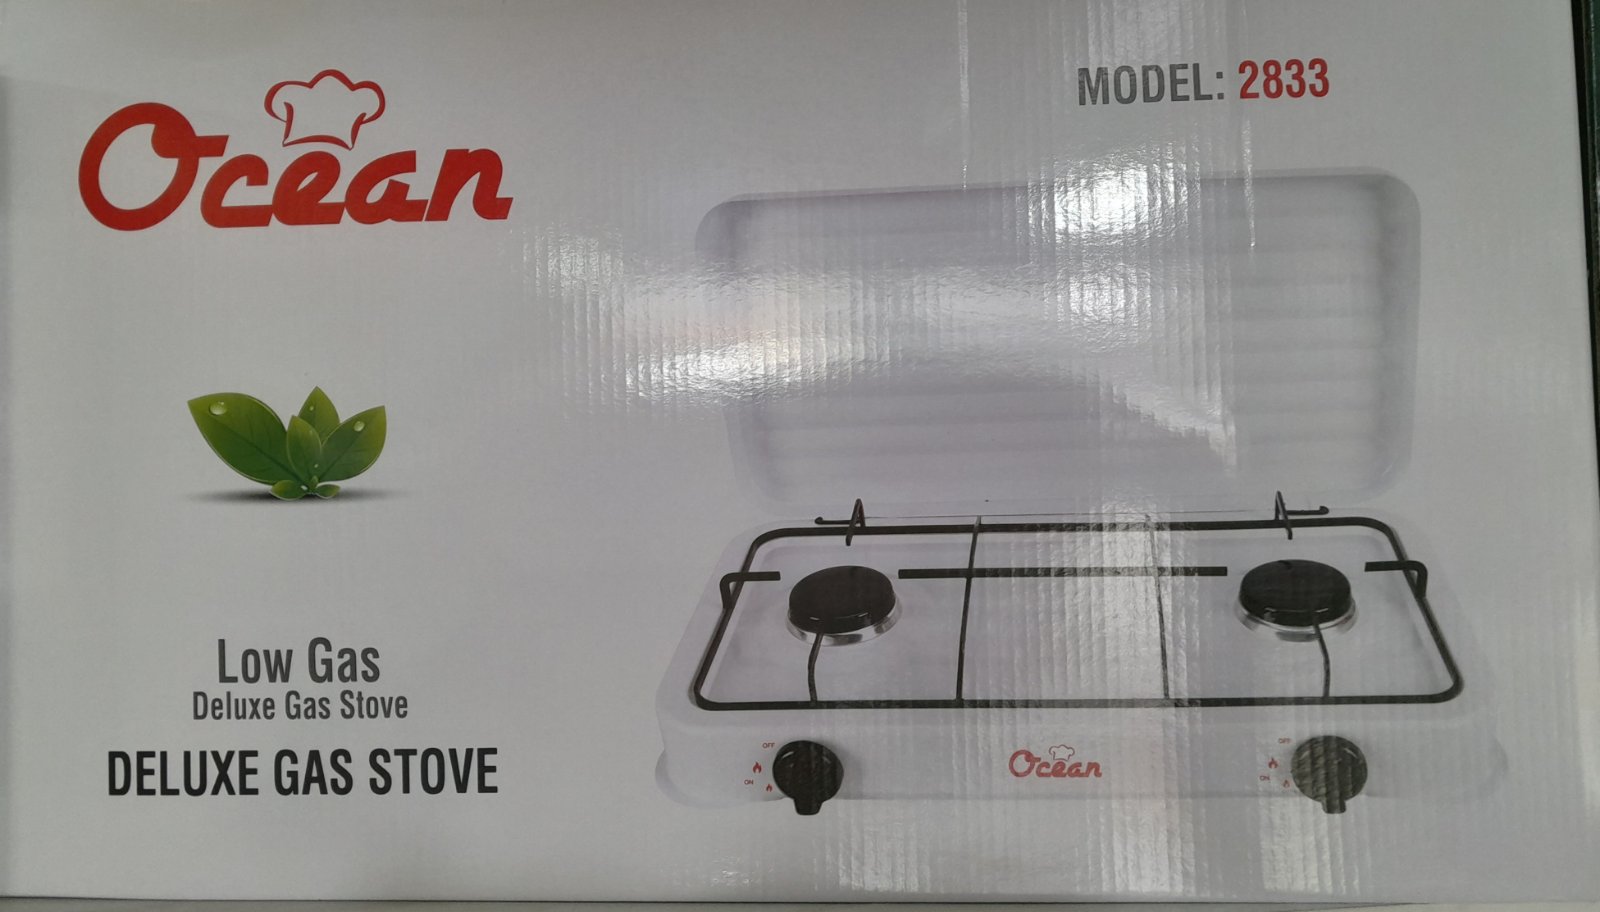 Ocean
MODEL: 2833
Low Gas
Deluxe Gas Stove
DELUXE GAS STOVE
OFF
ON
Ocean
OFF
ON